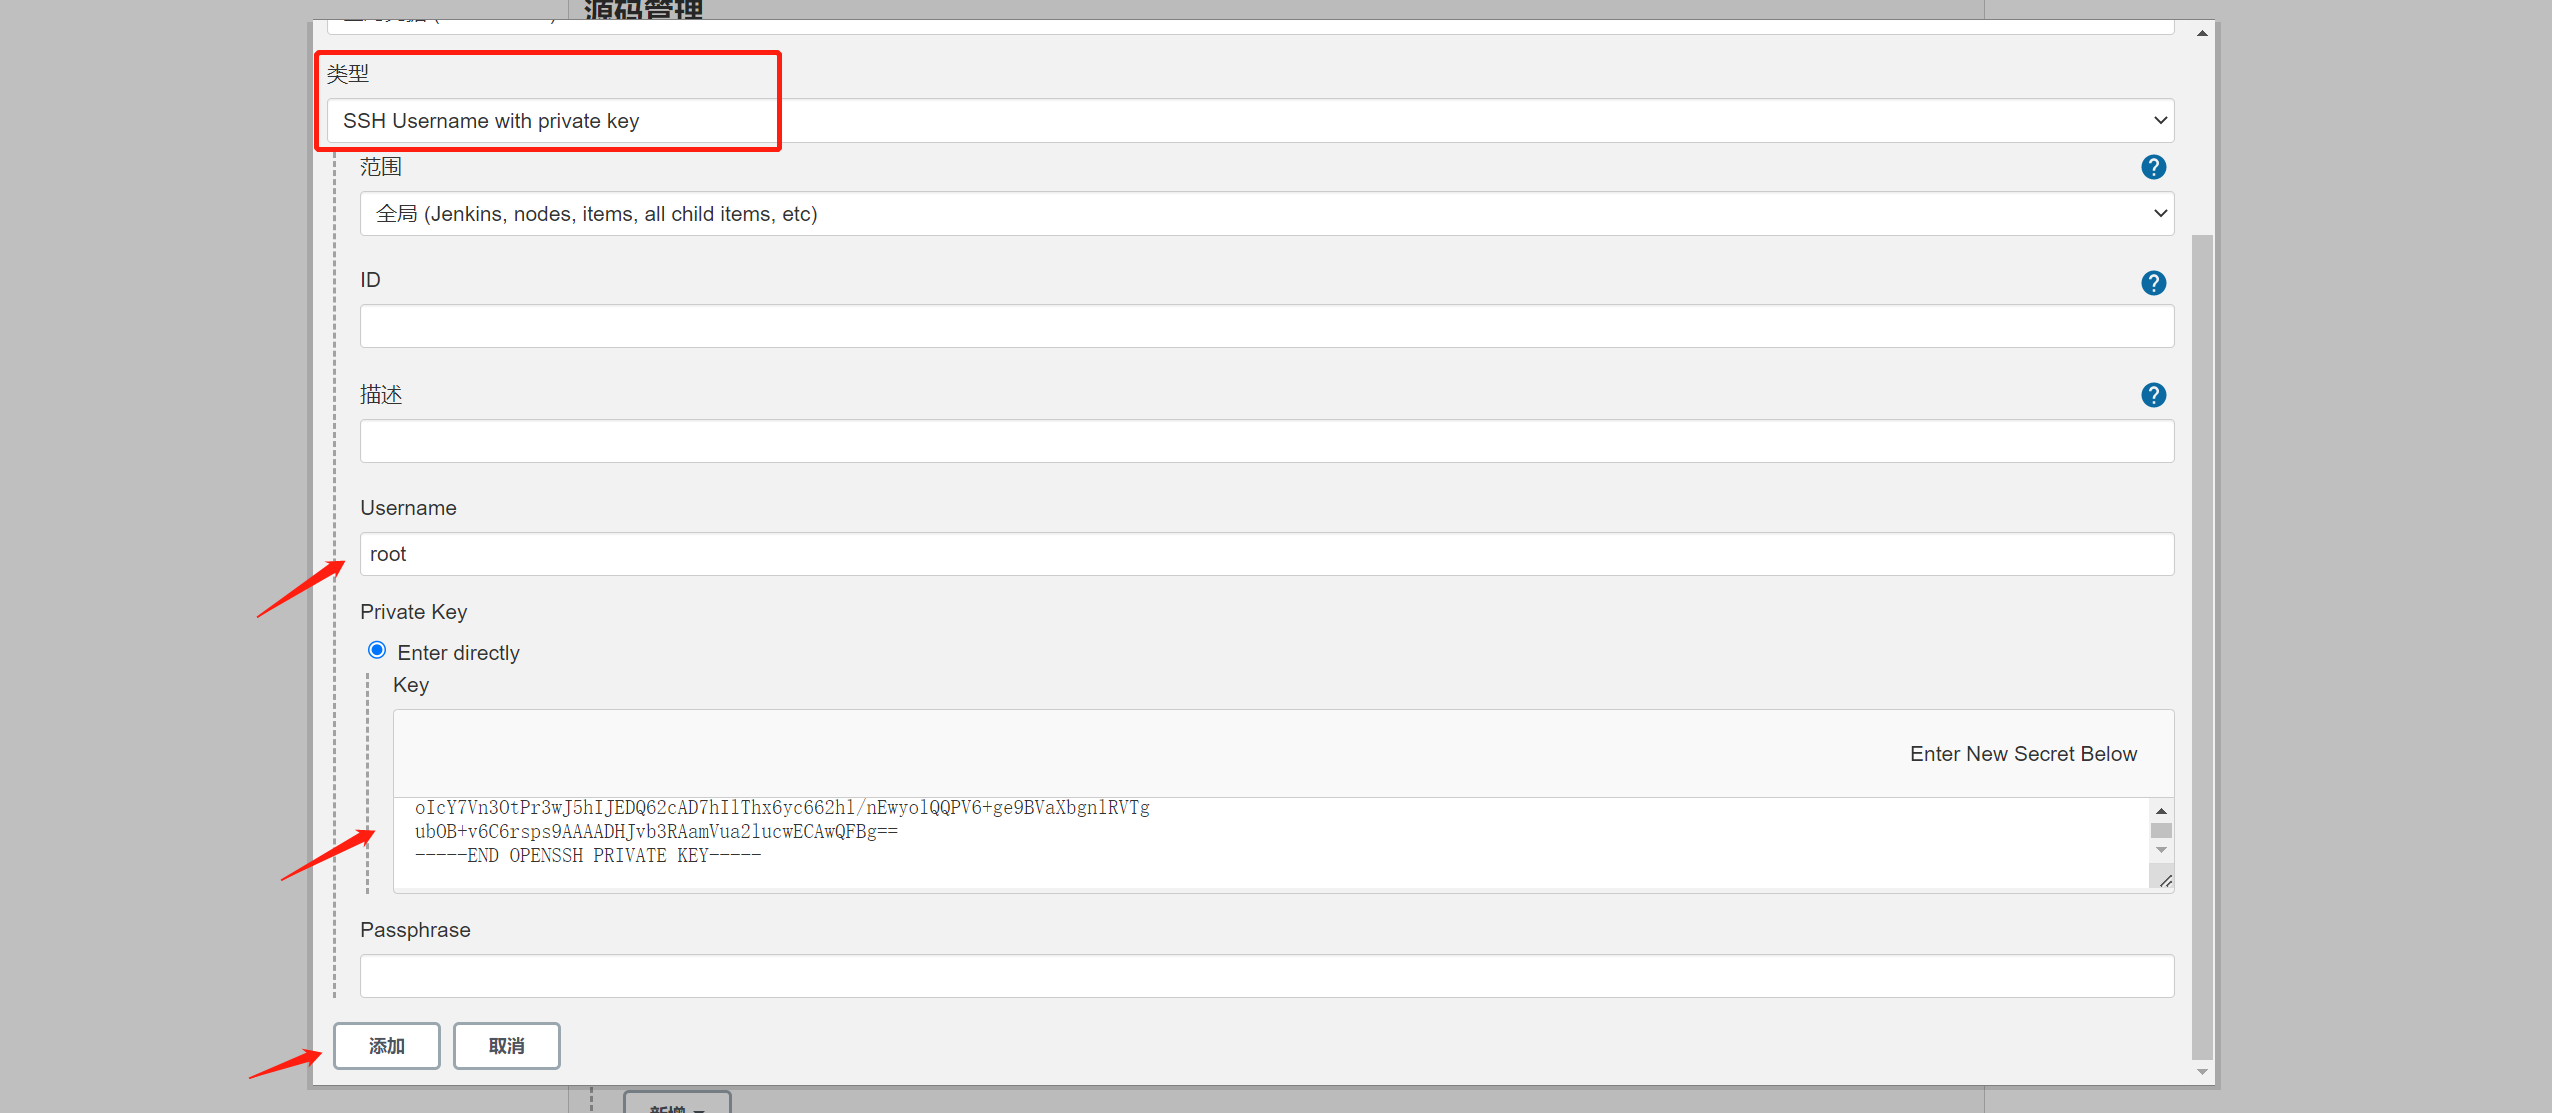 源码管理
类型
SSH Username with private key
范围
全局 (Jenkins, nodes, items, all child items, etc)
ID
描述
Username
root
Private Key
Enter directly
Key
Enter New Secret Below
oIcY7Vn3OtPr3wJ5hIJEDQ62cAD7hIlThx6yc662hl/nEwyolQQPV6+ge9BVaXbgnlRVTg
ubOB+v6C6rsps9AAAADHJvb3RAamVua2lucwECAwQFBg==
-----END OPENSSH PRIVATE KEY-----
Passphrase
添加
取消
新增